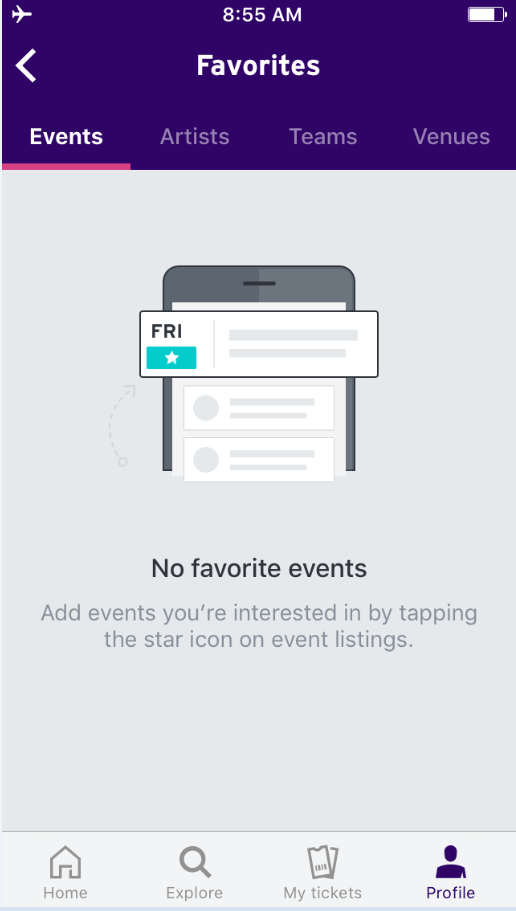 8:55 AM
Favorites
Events
Artists
Teams
Venues
FRI
No favorite events
Add events you’re interested in by tapping
the star icon on event listings.
Home
Explore
My tickets
Profile